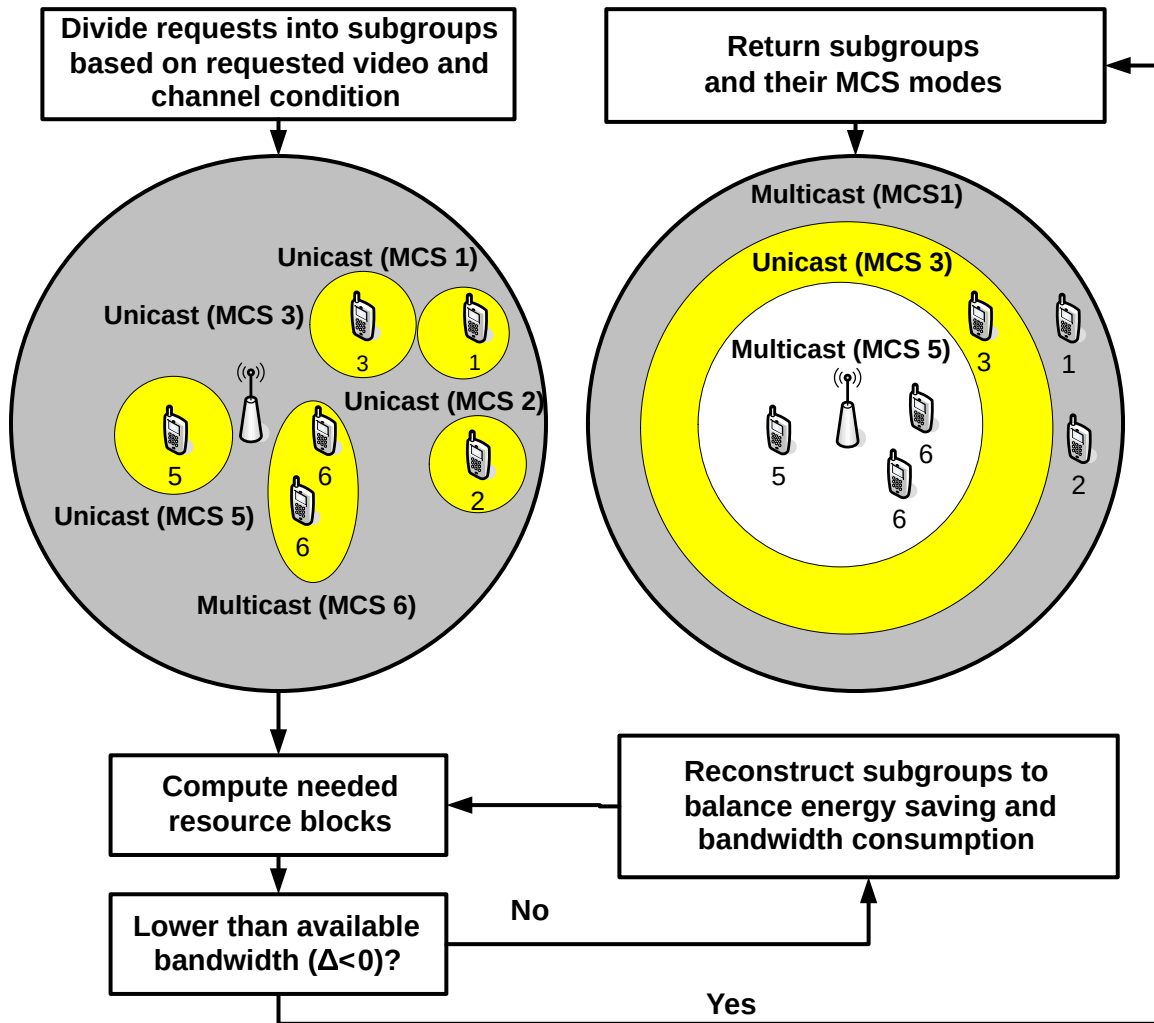 Divide requests into subgroups
based on requested video and
channel condition
Return subgroups
and their MCS modes
Unicast (MCS 1)
Unicast (MCS 3)
3
1
Unicast (MCS 2)
5
6
6
2
Unicast (MCS 5)
Multicast (MCS 6)
Multicast (MCS1)
Unicast (MCS 3)
3
1
Multicast (MCS 5)
5
6
6
2
Compute needed
resource blocks
Reconstruct subgroups to
balance energy saving and
bandwidth consumption
Lower than available
bandwidth (Δ<0)?
No
Yes